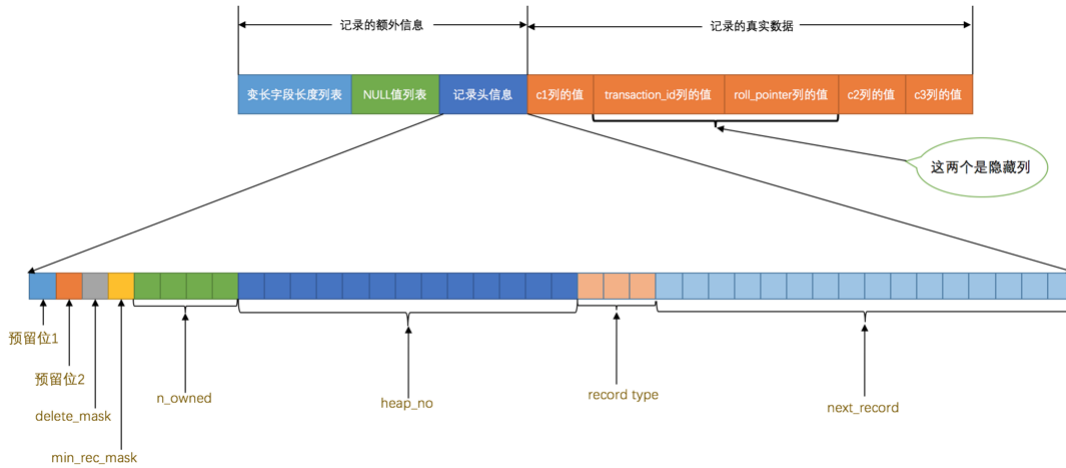 记录的额外信息
记录的真实数据
变长字段长度列表
NULL值列表
记录头信息
c1列的值
transaction_id列的值
roll_pointer列的值
c2列的值
c3列的值
这两个是隐藏列
预留位1
预留位2
delete_mask
min_rec_mask
n_owned
heap_no
record type
next_record